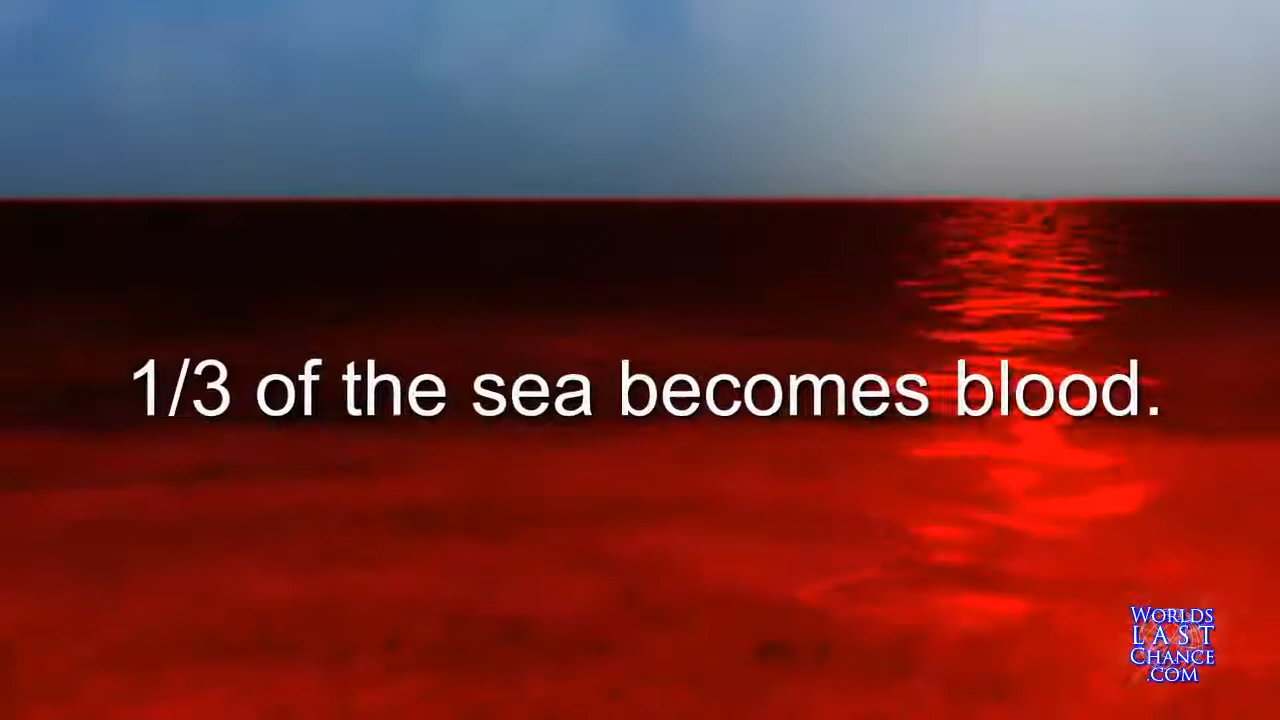 1/3 of the sea becomes blood.
WORLDS
LAST
CHANCE
.COM